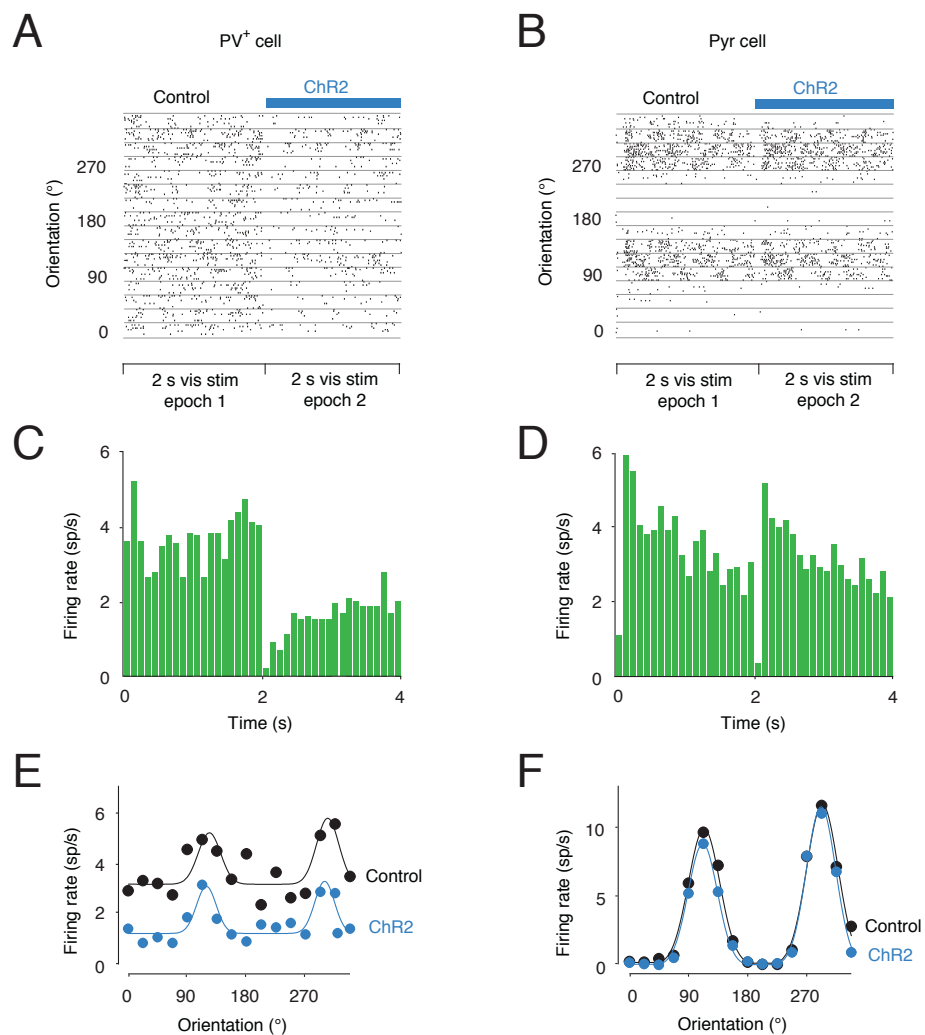 A
PV+ cell
Control
ChR2
Orientation (°)
270
180
90
0
2 s vis stim
epoch 1
2 s vis stim
epoch 2
B
Pyr cell
Control
ChR2
Orientation (°)
270
180
90
0
2 s vis stim
epoch 1
2 s vis stim
epoch 2
C
Firing rate (sp/s)
6
4
2
0
0 2 4
Time (s)
D
Firing rate (sp/s)
6
4
2
0
0 2 4
Time (s)
E
Firing rate (sp/s)
6
4
2
0
Control
ChR2
0 90 180 270
Orientation (°)
F
Firing rate (sp/s)
10
5
0
Control
ChR2
0 90 180 270
Orientation (°)